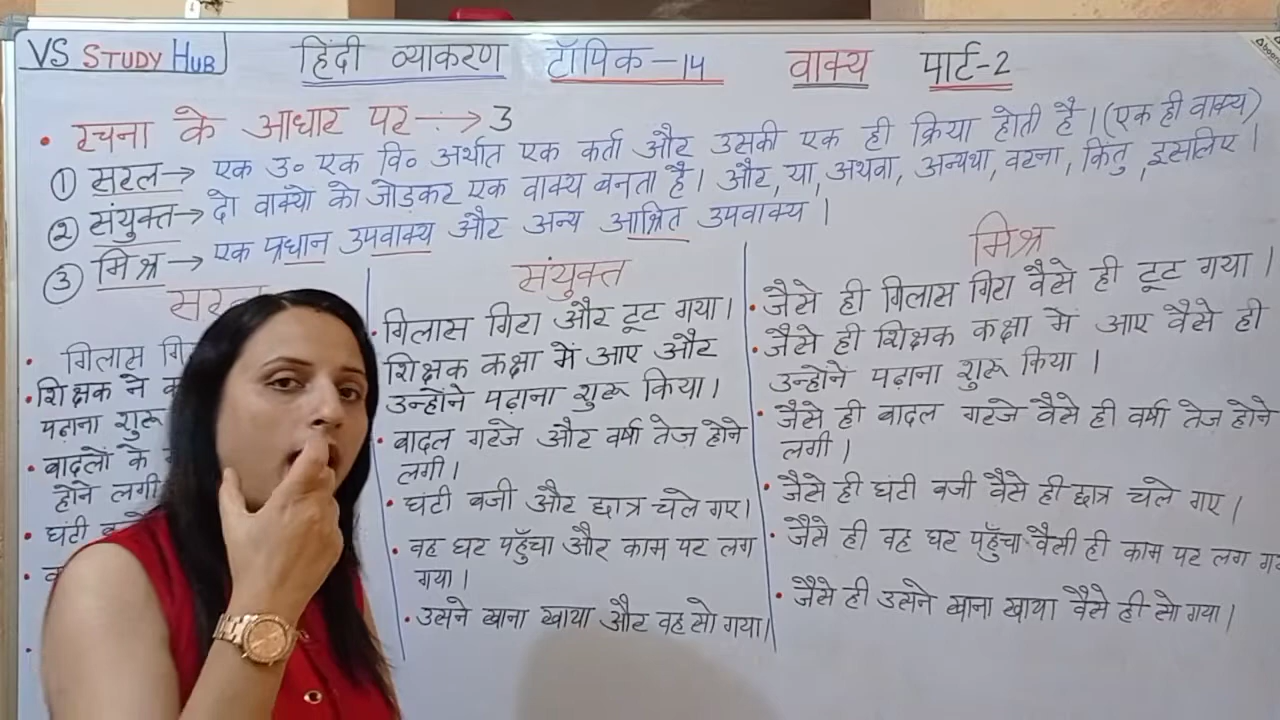 VS STUDY HUB
हिंदी व्याकरण टॉपिक-14 वाक्य पार्ट-2
• रचना के आधार पर → 3
① सरल → एक उ० एक वि० अर्थात एक कर्ता और उसकी एक ही क्रिया होती है। (एक ही वाक्य)
② संयुक्त → दो वाक्यो को जोड़कर एक वाक्य बनता है। और, या, अथवा, अन्यथा, वरना, किंतु, इसलिए।
③ मिश्र → एक प्रधान उपवाक्य और अन्य आश्रित उपवाक्य।
सरल
• गिलास
• शिक्षक ने
पढाना
• बादलों के
होने लगी
• घंटी
संयुक्त
• गिलास गिरा और टूट गया।
शिक्षक कक्षा में आए और
उन्होंने पढ़ाना शुरू किया।
• बादल गरजे और वर्षा तेज होने
लगी।
• घंटी बजी और छात्र चले गए।
• वह घर पहुँचा और काम पर लग
गया।
• उसने खाना खाया और वह सो गया।
मिश्र
• जैसे ही गिलास गिरा वैसे ही टूट गया।
• जैसे ही शिक्षक कक्षा में आए वैसे ही
उन्होंने पढ़ाना शुरू किया।
• जैसे ही बादल गरजे वैसे ही वर्षा तेज होने
लगी।
• जैसे ही घंटी बजी वैसे ही छात्र चले गए।
• जैसे ही वह घर पहुँचा वैसी ही काम पर लग
• जैसे ही उसने खाना खाया वैसे ही सो गया।